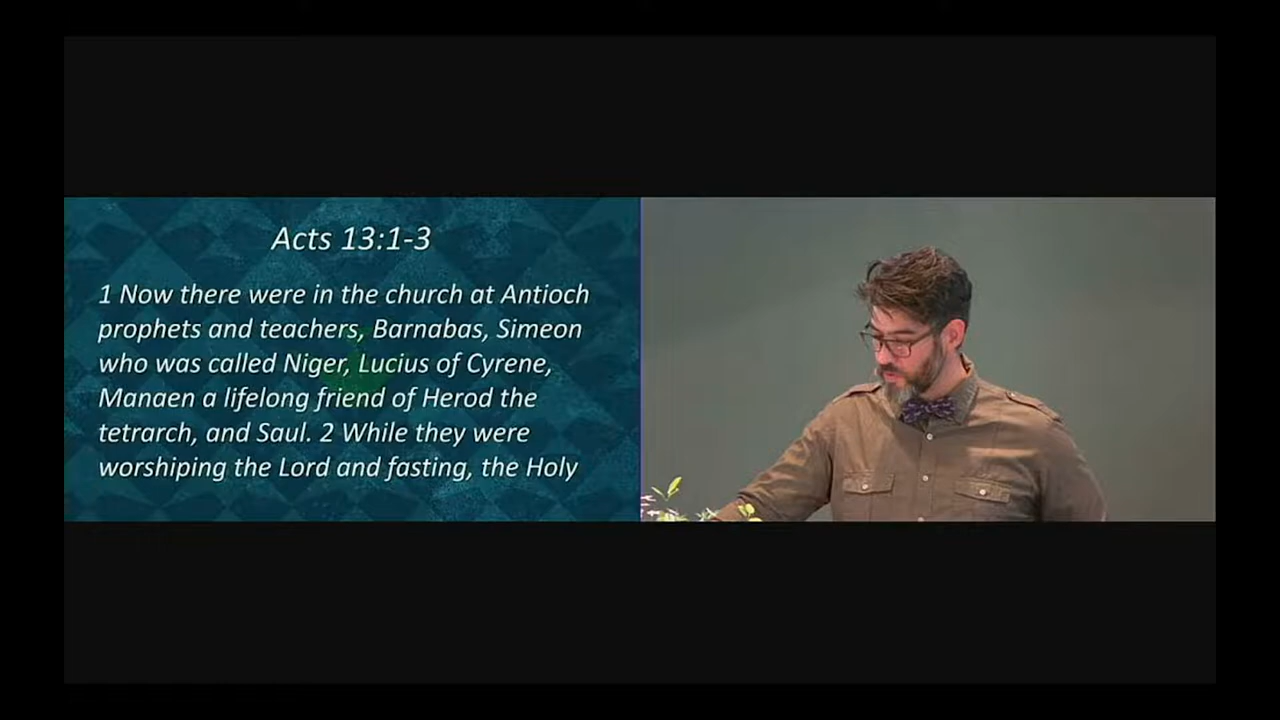 Acts 13:1-3
1 Now there were in the church at Antioch
prophets and teachers, Barnabas, Simeon
who was called Niger, Lucius of Cyrene,
Manaen a lifelong friend of Herod the
tetrarch, and Saul. 2 While they were
worshiping the Lord and fasting, the Holy